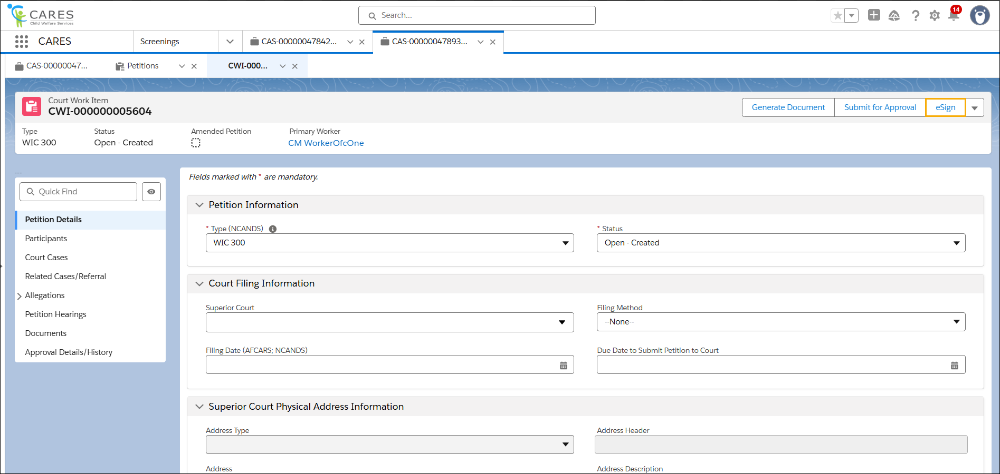 CARES
Child Welfare Services
Search...
14
CARES
Screenings
CAS-00000047842...
CAS-00000047893...
CAS-00000047...
Petitions
CWI-000...
Court Work Item
CWI-000000005604
Generate Document
Submit for Approval
eSign
Type
Status
Amended Petition
Primary Worker
WIC 300
Open - Created
CM WorkerOfcOne
---
Quick Find
Petition Details
Participants
Court Cases
Related Cases/Referral
Allegations
Petition Hearings
Documents
Approval Details/History
Fields marked with * are mandatory.
Petition Information
* Type (NCANDS)
* Status
WIC 300
Open - Created
Court Filing Information
Superior Court
Filing Method
--None--
Filing Date (AFCARS; NCANDS)
Due Date to Submit Petition to Court
Superior Court Physical Address Information
Address Type
Address Header
Address
Address Description